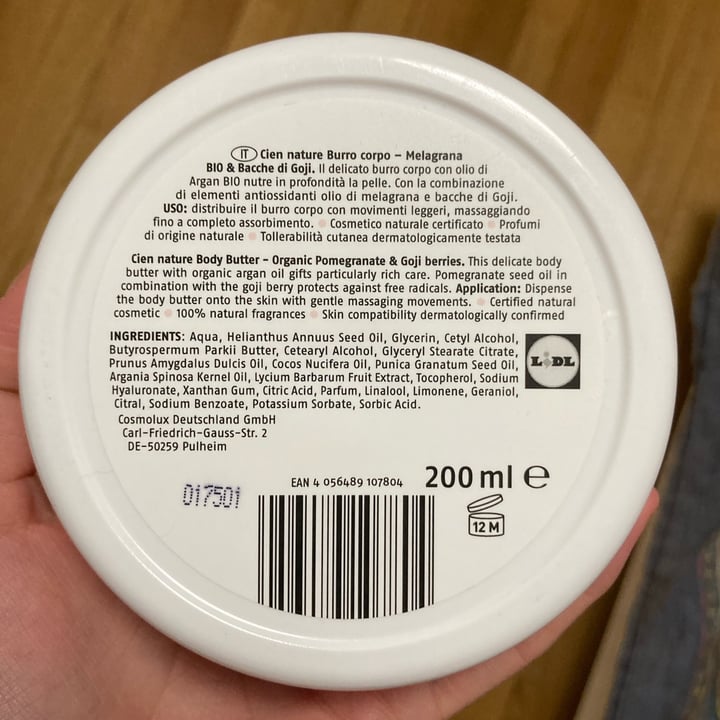 IT Cien nature Burro corpo – Melagrana
BIO & Bacche di Goji. Il delicato burro corpo con olio di
Argan BIO nutre in profondità la pelle. Con la combinazione
di elementi antiossidanti olio di melagrana e bacche di Goji.
USO: distribuire il burro corpo con movimenti leggeri, massaggiando
fino a completo assorbimento. • Cosmetico naturale certificato • Profumi
di origine naturale • Tollerabilità cutanea dermatologicamente testata
Cien nature Body Butter – Organic Pomegranate & Goji berries. This delicate body
butter with organic argan oil gifts particularly rich care. Pomegranate seed oil in
combination with the goji berry protects against free radicals. Application: Dispense
the body butter onto the skin with gentle massaging movements. • Certified natural
cosmetic • 100% natural fragrances • Skin compatibility dermatologically confirmed
INGREDIENTS: Aqua, Helianthus Annuus Seed Oil, Glycerin, Cetyl Alcohol,
Butyrospermum Parkii Butter, Cetearyl Alcohol, Glyceryl Stearate Citrate,
Prunus Amygdalus Dulcis Oil, Cocos Nucifera Oil, Punica Granatum Seed Oil,
Argania Spinosa Kernel Oil, Lycium Barbarum Fruit Extract, Tocopherol, Sodium
Hyaluronate, Xanthan Gum, Citric Acid, Parfum, Linalool, Limonene, Geraniol,
Citral, Sodium Benzoate, Potassium Sorbate, Sorbic Acid.
LIDL
Cosmolux Deutschland GmbH
Carl-Friedrich-Gauss-Str. 2
DE-50259 Pulheim
017501
EAN 4 056489 107804
200 ml e
12 M